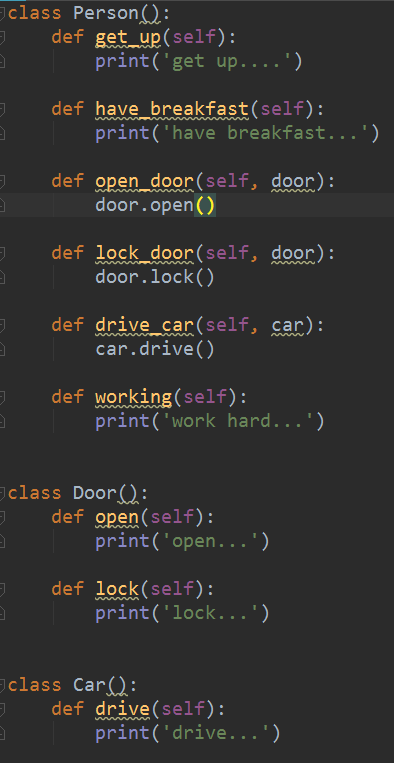 class Person():
    def get_up(self):
        print('get up....')
    def have_breakfast(self):
        print('have breakfast...')
    def open_door(self, door):
        door.open()
    def lock_door(self, door):
        door.lock()
    def drive_car(self, car):
        car.drive()
    def working(self):
        print('work hard...')
class Door():
    def open(self):
        print('open...')
    def lock(self):
        print('lock...')
class Car():
    def drive(self):
        print('drive...')